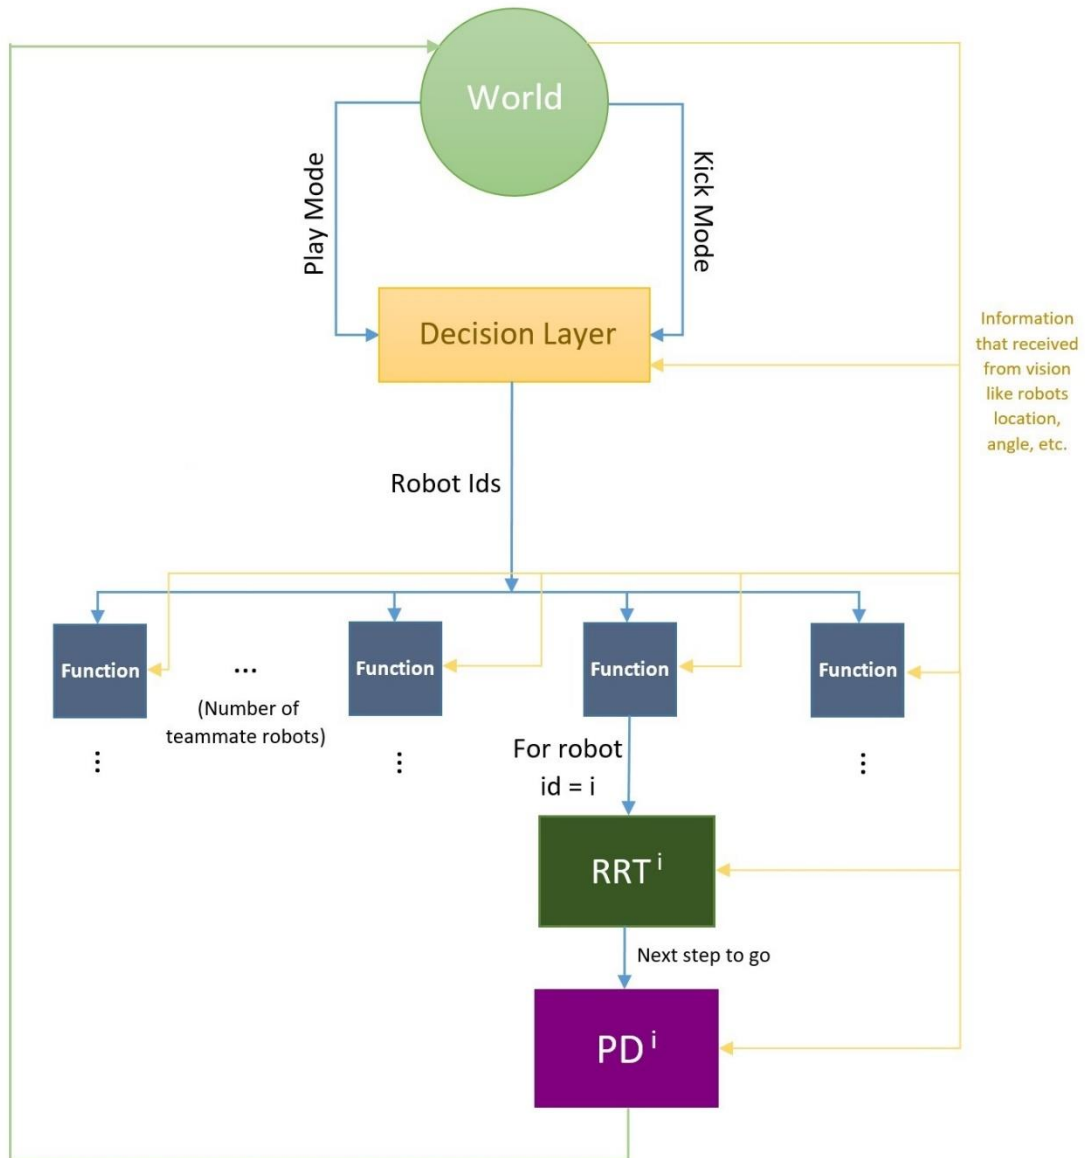 World
Play Mode
Kick Mode
Decision Layer
Information
that received
from vision
like robots
location,
angle, etc.
Robot Ids
Function
...
(Number of
teammate robots)
Function
Function
Function
⋮
⋮
⋮
For robot
id = i
RRT i
Next step to go
PD i